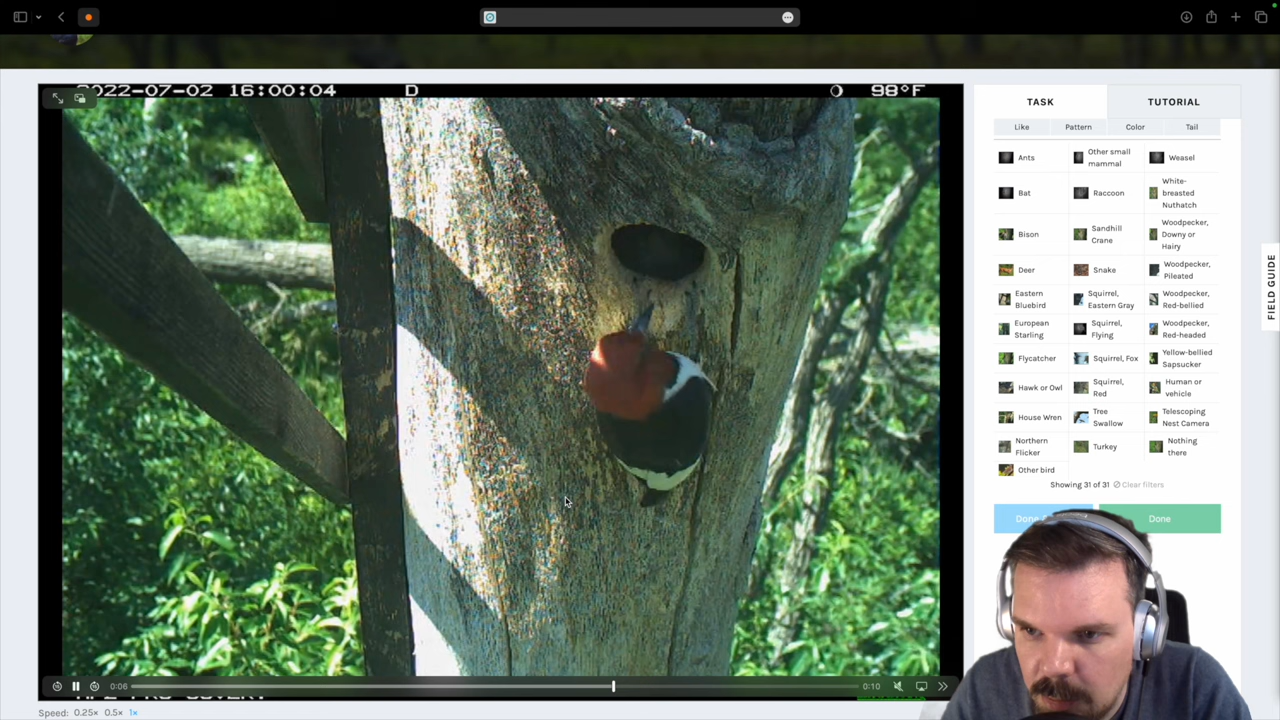 2022-07-02 16:00:04 D 98°F
TASK
TUTORIAL
Like
Pattern
Color
Tail
Ants
Other small
mammal
Weasel
Bat
Raccoon
White-
breasted
Nuthatch
Bison
Sandhill
Crane
Woodpecker,
Downy or
Hairy
Deer
Snake
Woodpecker,
Pileated
Eastern
Bluebird
Squirrel,
Eastern Gray
Woodpecker,
Red-bellied
European
Starling
Squirrel,
Flying
Woodpecker,
Red-headed
Flycatcher
Squirrel, Fox
Yellow-bellied
Sapsucker
Hawk or Owl
Squirrel,
Red
Human or
vehicle
House Wren
Tree
Swallow
Telescoping
Nest Camera
Northern
Flicker
Turkey
Nothing
there
Other bird
Showing 31 of 31
Clear filters
Done
Done
FIELD GUIDE
0:06
0:10
Speed: 0.25× 0.5× 1×